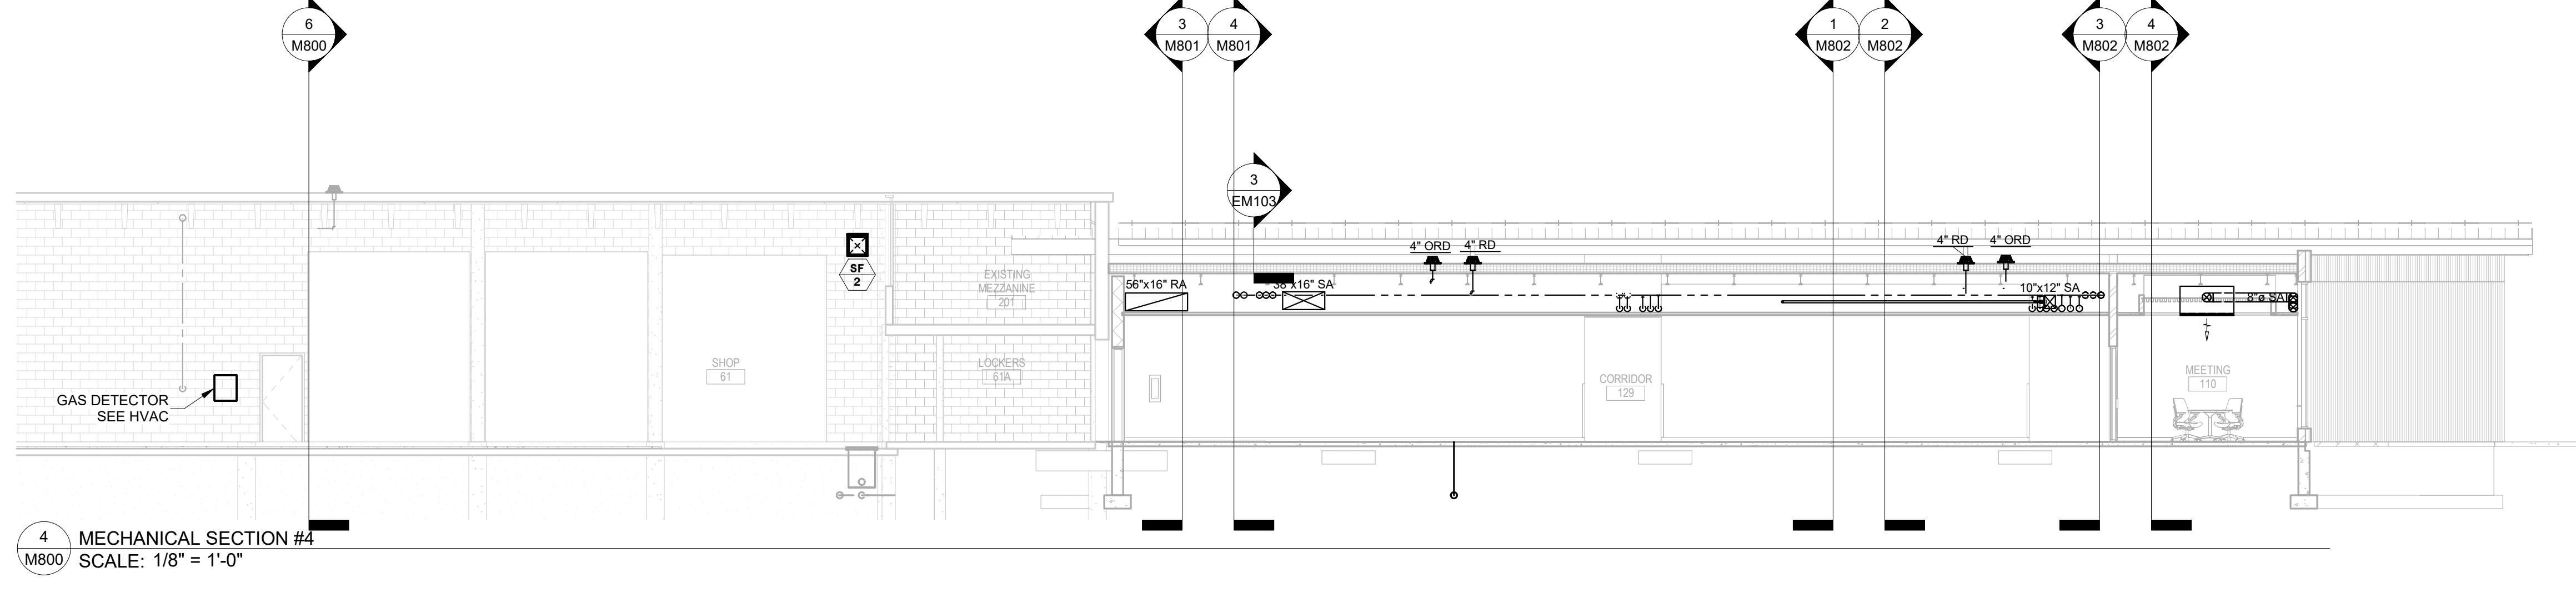 6
M800
3
M801
4
M801
1
M802
2
M802
3
M802
4
M802
3
EM103
SF
2
4" ORD
4" RD
4" RD
4" ORD
EXISTING
MEZZANINE
201
56"x16" RA
38"x16" SA
10"x12" SA
8"ø SA
SHOP
61
LOCKERS
61A
CORRIDOR
129
MEETING
110
GAS DETECTOR
SEE HVAC
4
M800
MECHANICAL SECTION #4
SCALE: 1/8" = 1'-0"